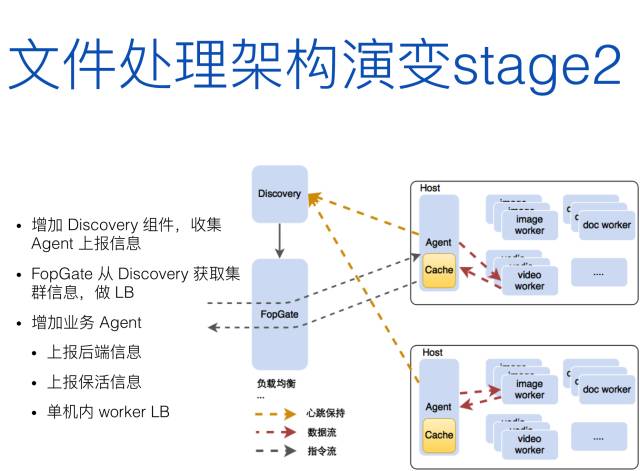 文件处理架构演变stage2
• 增加 Discovery 组件，收集
Agent 上报信息
• FopGate 从 Discovery 获取集
群信息，做 LB
• 增加业务 Agent
• 上报后端信息
• 上报保活信息
• 单机内 worker LB
Discovery
FopGate
负载均衡
...
心跳保持
数据流
指令流
Host
Agent
Cache
image
worker
doc worker
video
worker
....
Host
Agent
Cache
image
worker
doc worker
video
worker
....